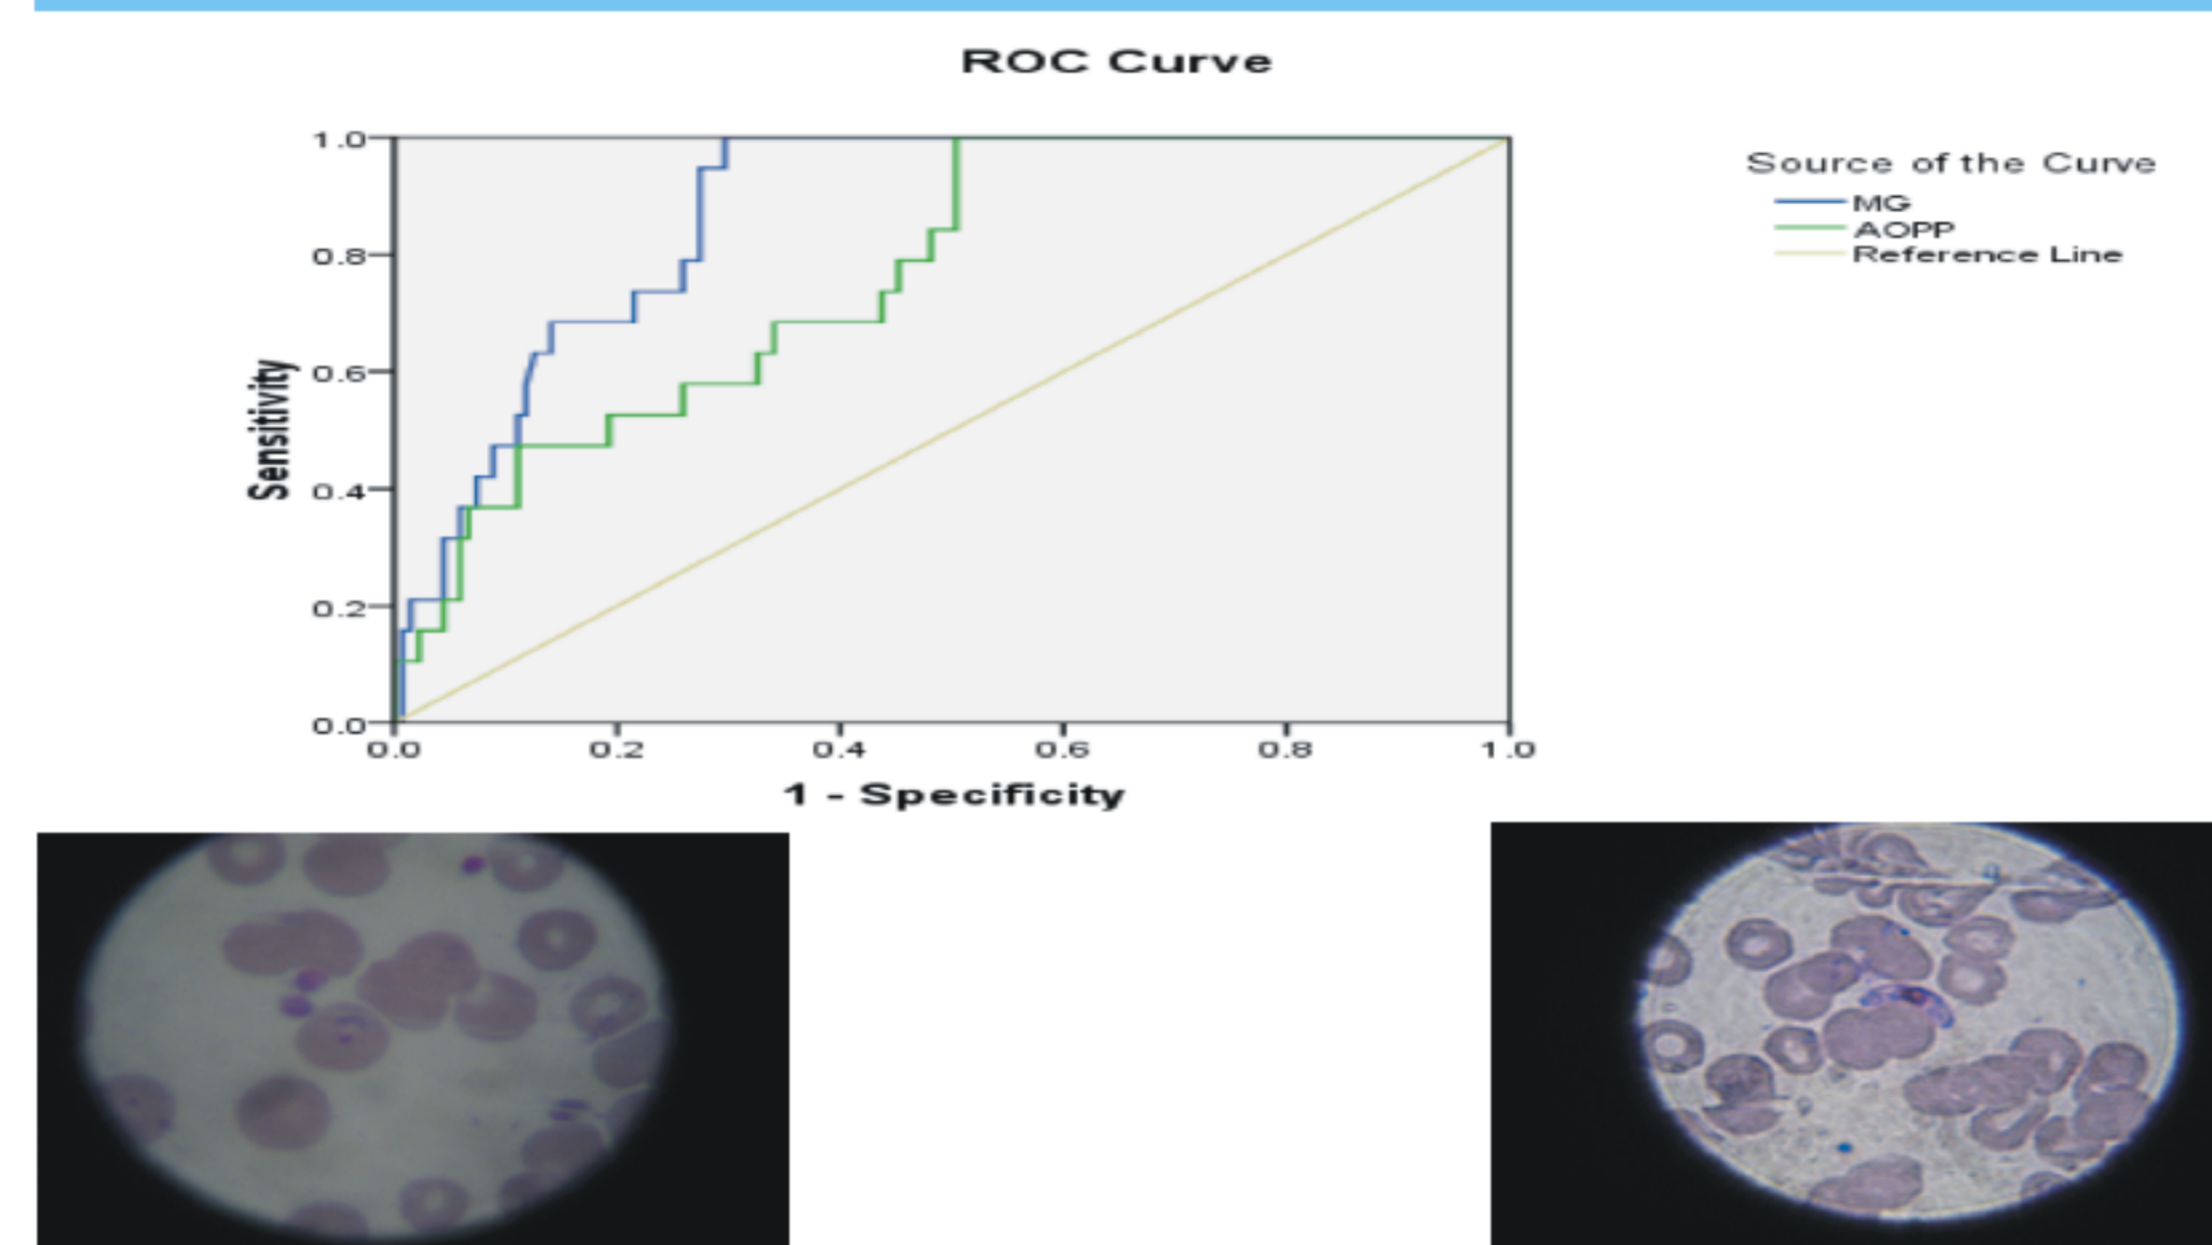 ROC Curve
1.0
0.8
0.6
0.4
0.2
0.0
Sensitivity
0.0 0.2 0.4 0.6 0.8 1.0
1 - Specificity
Source of the Curve
MG
AOPP
Reference Line